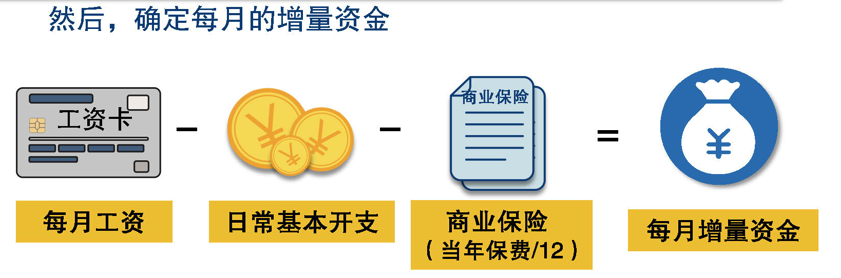 然后，确定每月的增量资金
工资卡
商业保险
¥
¥
¥
¥
－
－
＝
每月工资
日常基本开支
商业保险
（当年保费/12）
每月增量资金